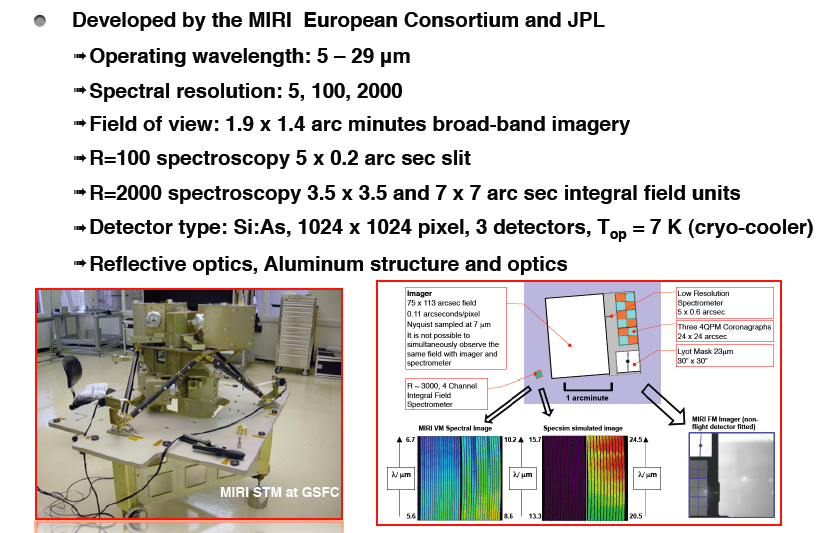 Developed by the MIRI European Consortium and JPL
➟Operating wavelength: 5 – 29 µm
➟Spectral resolution: 5, 100, 2000
➟Field of view: 1.9 x 1.4 arc minutes broad-band imagery
➟R=100 spectroscopy 5 x 0.2 arc sec slit
➟R=2000 spectroscopy 3.5 x 3.5 and 7 x 7 arc sec integral field units
➟Detector type: Si:As, 1024 x 1024 pixel, 3 detectors, Top = 7 K (cryo-cooler)
➟Reflective optics, Aluminum structure and optics
MIRI STM at GSFC
Imager
75 x 113 arcsec field
0.11 arcseconds/pixel
Nyquist sampled at 7 µm
It is not possible to
simultaneously observe the
same field with imager and
spectrometer
R ~ 3000, 4 Channel
Integral Field
Spectrometer
1 arcminute
Low Resolution
Spectrometer
5 x 0.6 arcsec
Three 4QPM Coronagraphs
24 x 24 arcsec
Lyot Mask 23µm
30" x 30"
MIRI VM Spectral Image
6.7
λ/ µm
5.6
10.2
λ/ µm
8.6
Specsim simulated image
15.7
13.3
24.5
λ/ µm
20.5
MIRI FM Imager (non-
flight detector fitted)